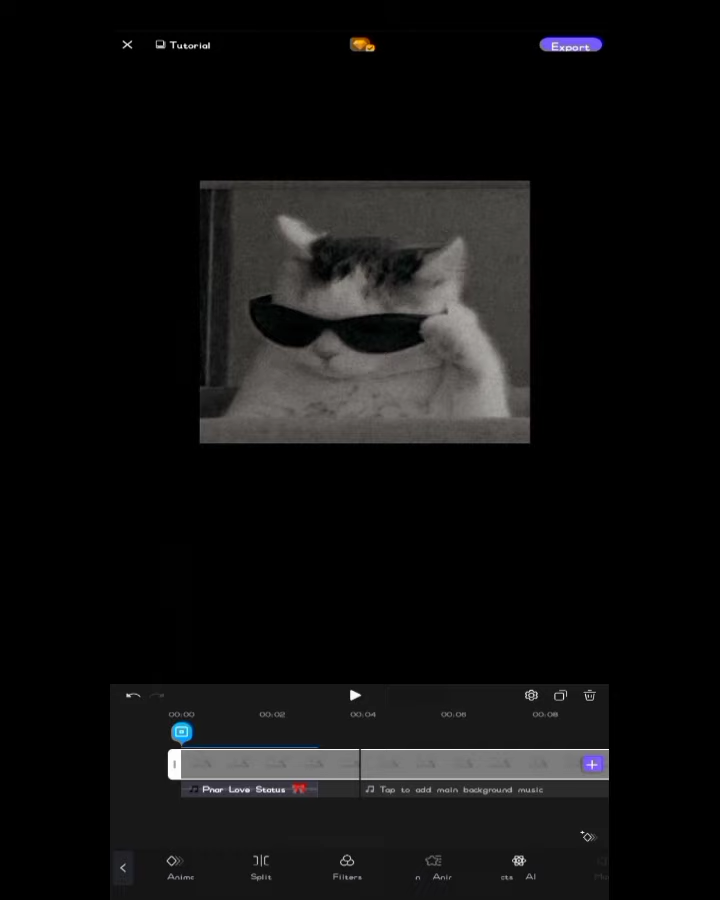 Tutorial
Export
00:00 00:02 00:04 00:06 00:08
Pnar Love Status
Tap to add main background music
Split Filters AI